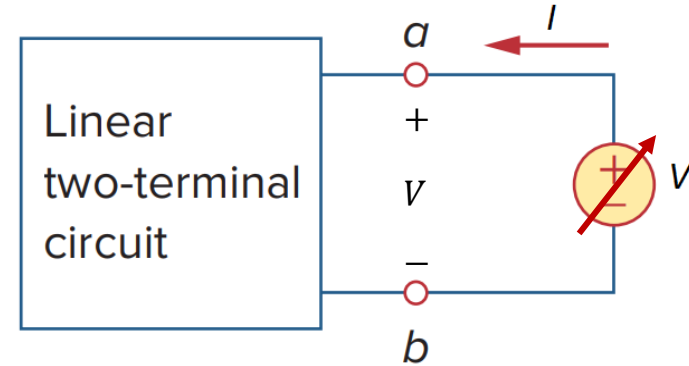 I
a
Linear
two-terminal
circuit
+
V
−
+
−
V
b